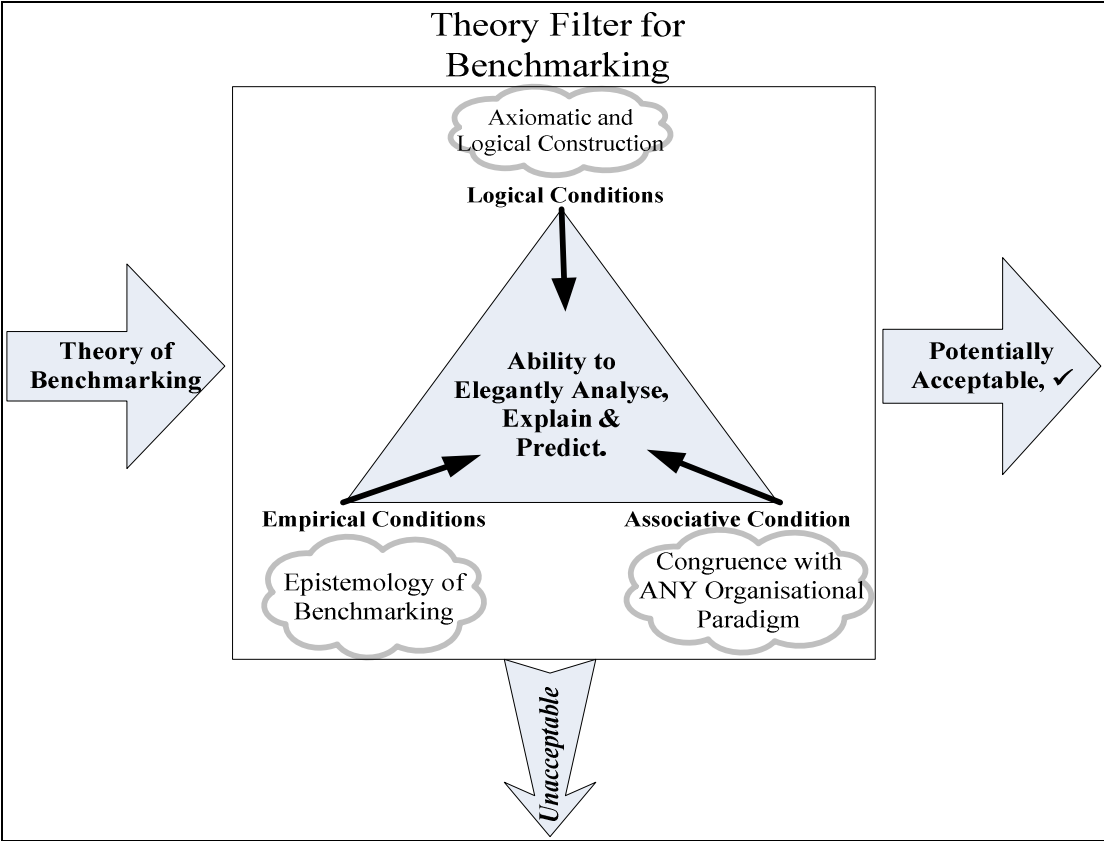 Theory Filter for
Benchmarking
Axiomatic and
Logical Construction
Logical Conditions
Theory of
Benchmarking
Ability to
Elegantly Analyse,
Explain &
Predict.
Potentially
Acceptable, ✓
Empirical Conditions
Associative Condition
Epistemology of
Benchmarking
Congruence with
ANY Organisational
Paradigm
Unacceptable